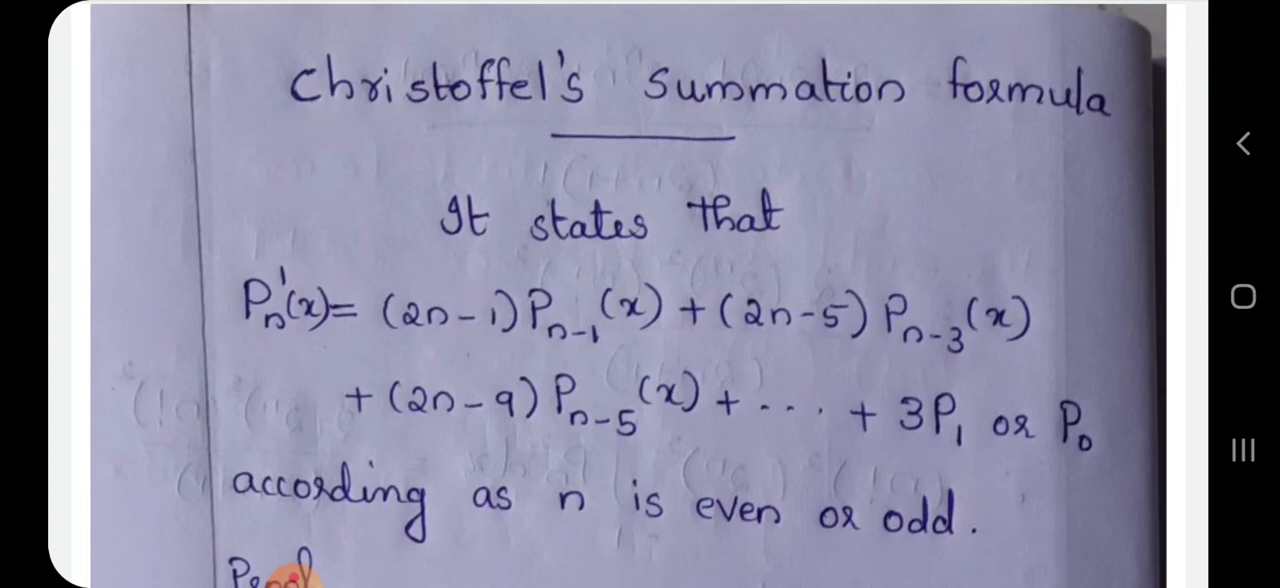 Christoffel's Summation formula
It states that
Pₙ'(x) = (2n-1) Pₙ₋₁(x) + (2n-5) Pₙ₋₃(x)
+ (2n-9) Pₙ₋₅(x) + .... + 3P₁ or P₀
according as n is even or odd.